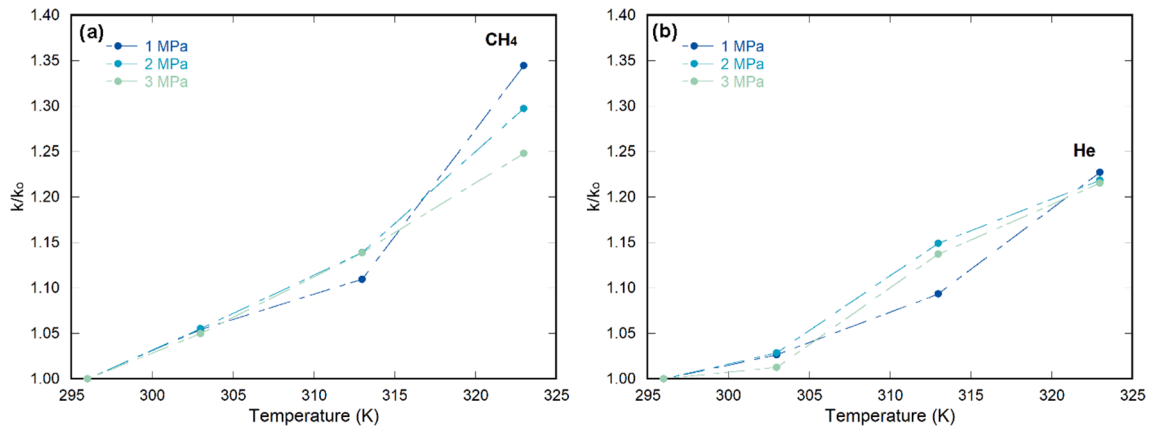 (a)
CH₄
1 MPa
2 MPa
3 MPa
1.40
1.35
1.30
1.25
1.20
1.15
1.10
1.05
1.00
k/kₒ
295 300 305 310 315 320 325
Temperature (K)
(b)
He
1 MPa
2 MPa
3 MPa
1.40
1.35
1.30
1.25
1.20
1.15
1.10
1.05
1.00
k/kₒ
295 300 305 310 315 320 325
Temperature (K)